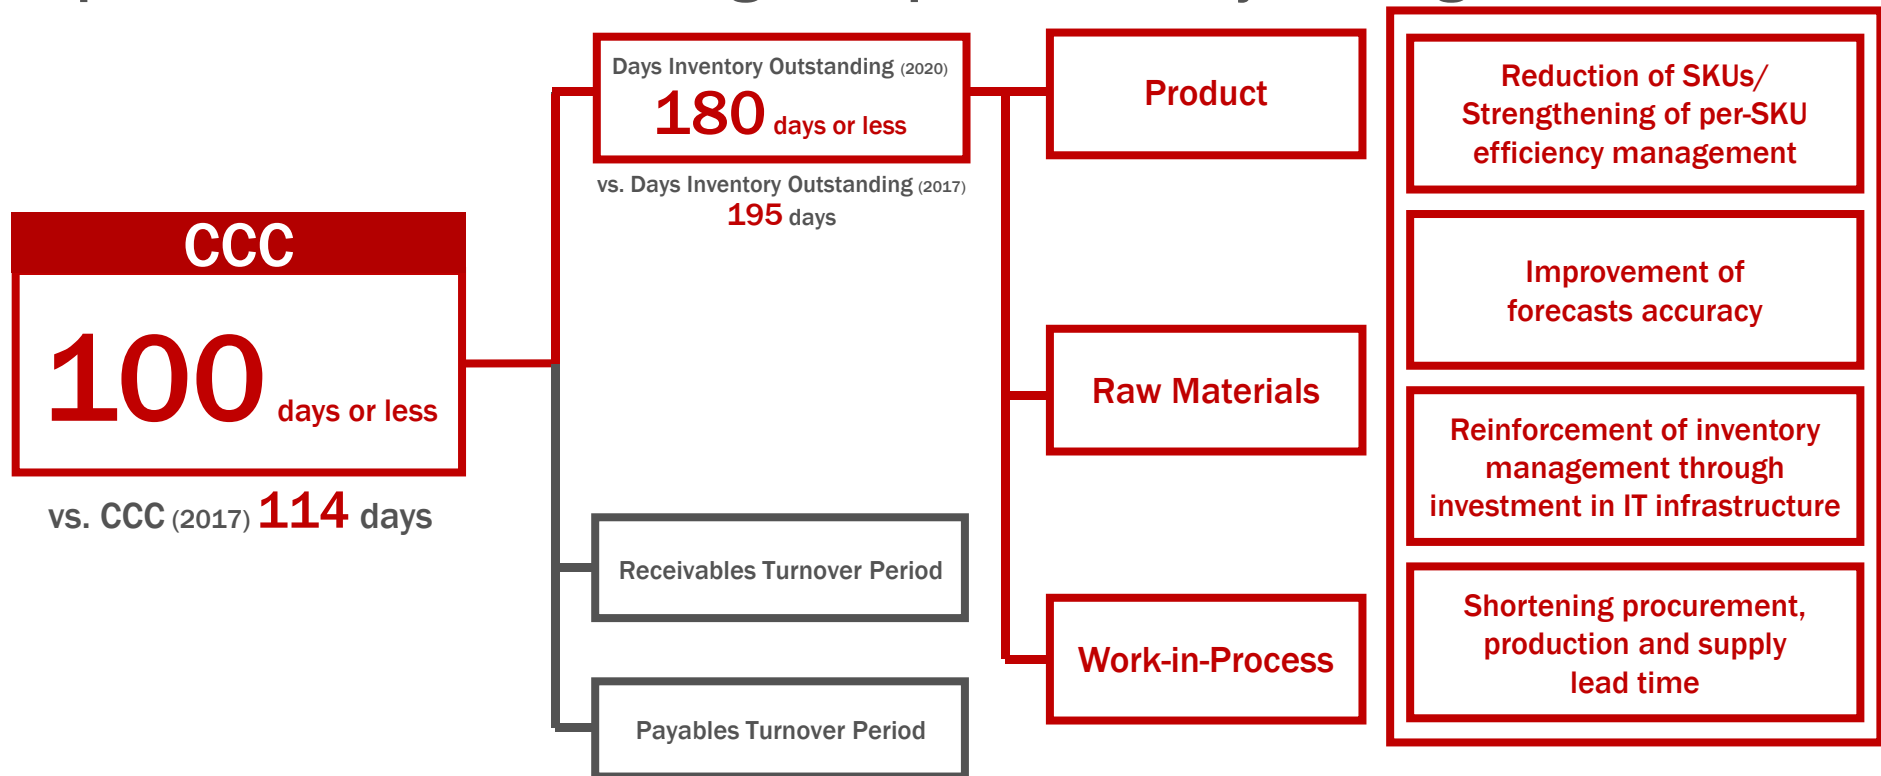 CCC
100 days or less
vs. CCC (2017) 114 days
Days Inventory Outstanding (2020)
180 days or less
vs. Days Inventory Outstanding (2017)
195 days
Receivables Turnover Period
Payables Turnover Period
Product
Raw Materials
Work-in-Process
Reduction of SKUs/
Strengthening of per-SKU
efficiency management
Improvement of
forecasts accuracy
Reinforcement of inventory
management through
investment in IT infrastructure
Shortening procurement,
production and supply
lead time